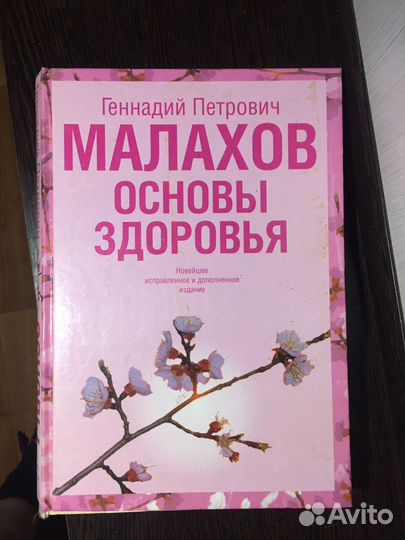 Геннадий Петрович
МАЛАХОВ
ОСНОВЫ
ЗДОРОВЬЯ
Новейшее
исправленное и дополненное
издание
Avito